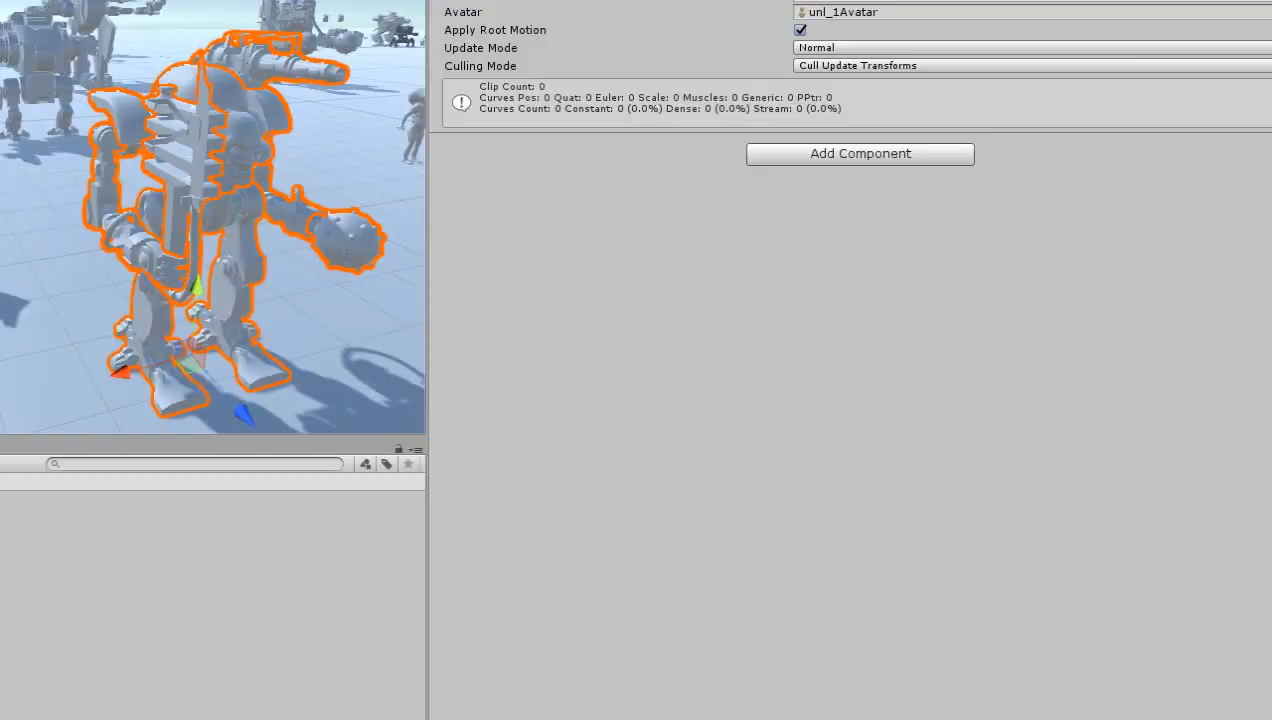 Avatar
unl_1Avatar
Apply Root Motion
Update Mode
Normal
Culling Mode
Cull Update Transforms
Clip Count: 0
Curves Pos: 0 Quat: 0 Euler: 0 Scale: 0 Muscles: 0 Generic: 0 PPtr: 0
Curves Count: 0 Constant: 0 (0.0%) Dense: 0 (0.0%) Stream: 0 (0.0%)
Add Component